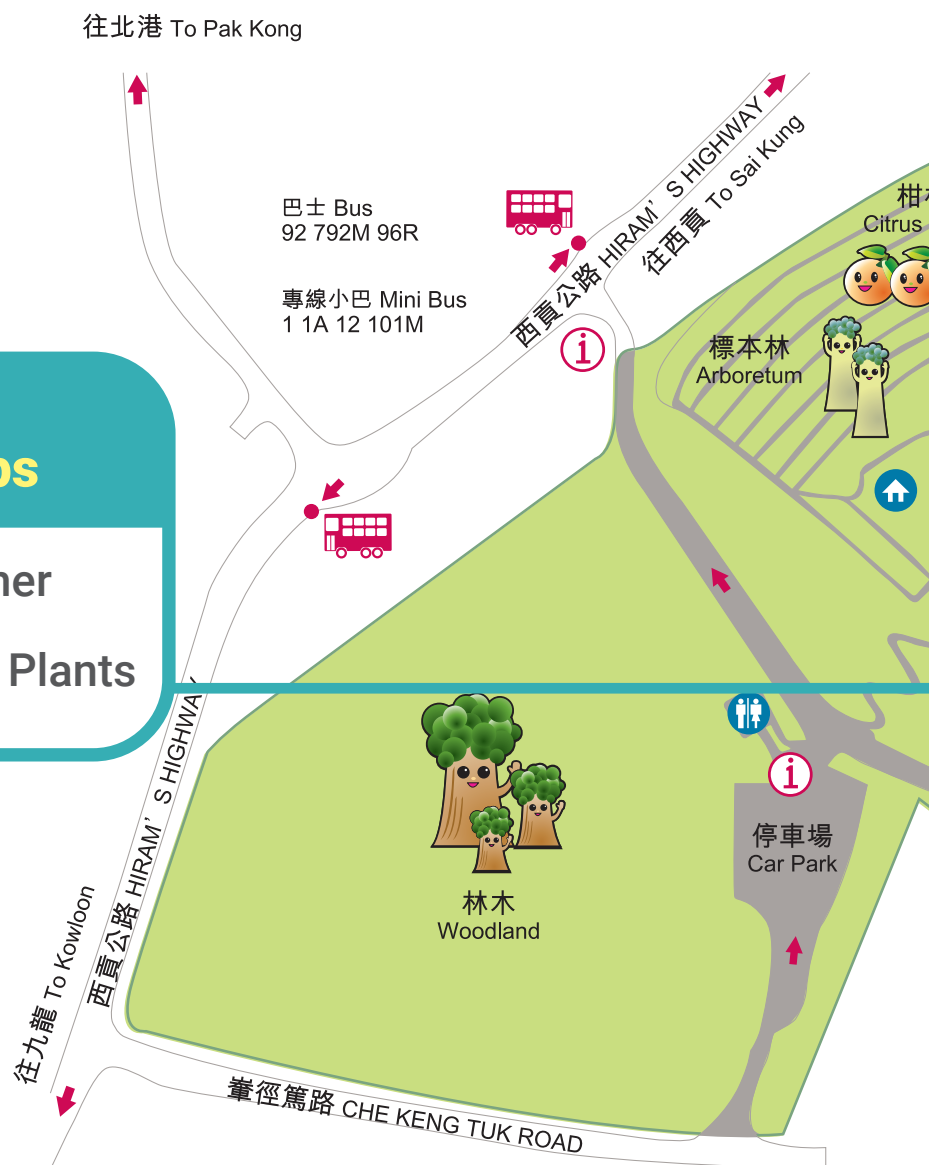 往北港 To Pak Kong
西貢公路 HIRAM’S HIGHWAY
往西貢 To Sai Kung
巴士 Bus
92 792M 96R
專線小巴 Mini Bus
1 1A 12 101M
Citrus
標本林
Arboretum
Plants
林木
Woodland
停車場
Car Park
西貢公路 HIRAM’S HIGHWAY
往九龍 To Kowloon
輋徑篤路 CHE KENG TUK ROAD